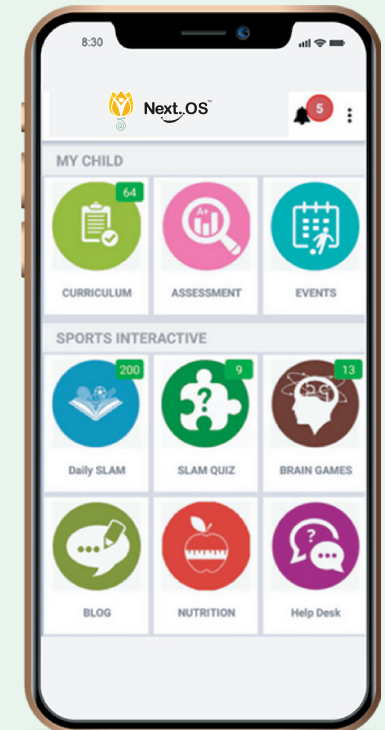 8:30
Next.OS™
5
MY CHILD
64
A+
CURRICULUM
ASSESSMENT
EVENTS
SPORTS INTERACTIVE
200
9
13
?
Daily SLAM
SLAM QUIZ
BRAIN GAMES
?
BLOG
NUTRITION
Help Desk